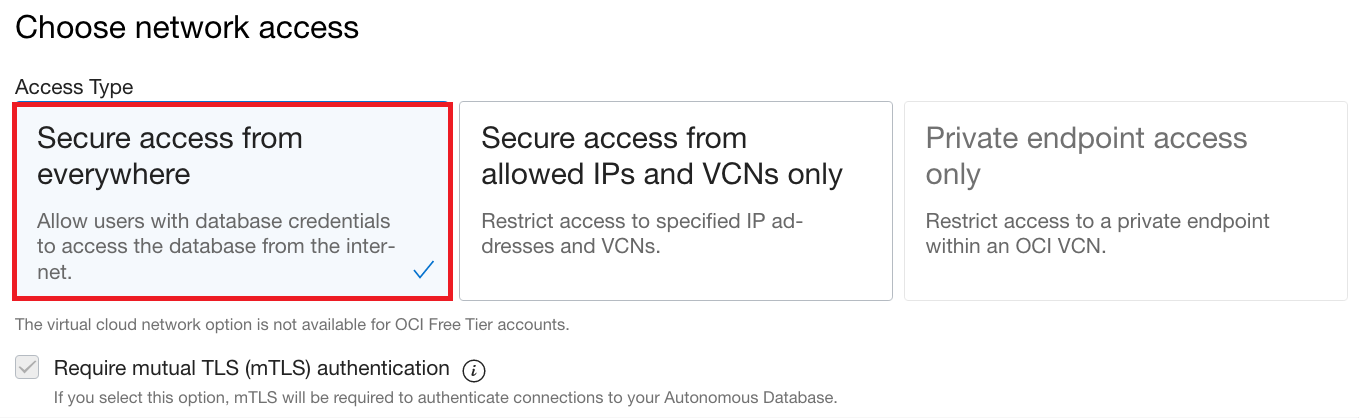 Choose network access
Access Type
Secure access from
everywhere
Allow users with database credentials
to access the database from the inter-
net.
Secure access from
allowed IPs and VCNs only
Restrict access to specified IP ad-
dresses and VCNs.
Private endpoint access
only
Restrict access to a private endpoint
within an OCI VCN.
The virtual cloud network option is not available for OCI Free Tier accounts.
Require mutual TLS (mTLS) authentication i
If you select this option, mTLS will be required to authenticate connections to your Autonomous Database.